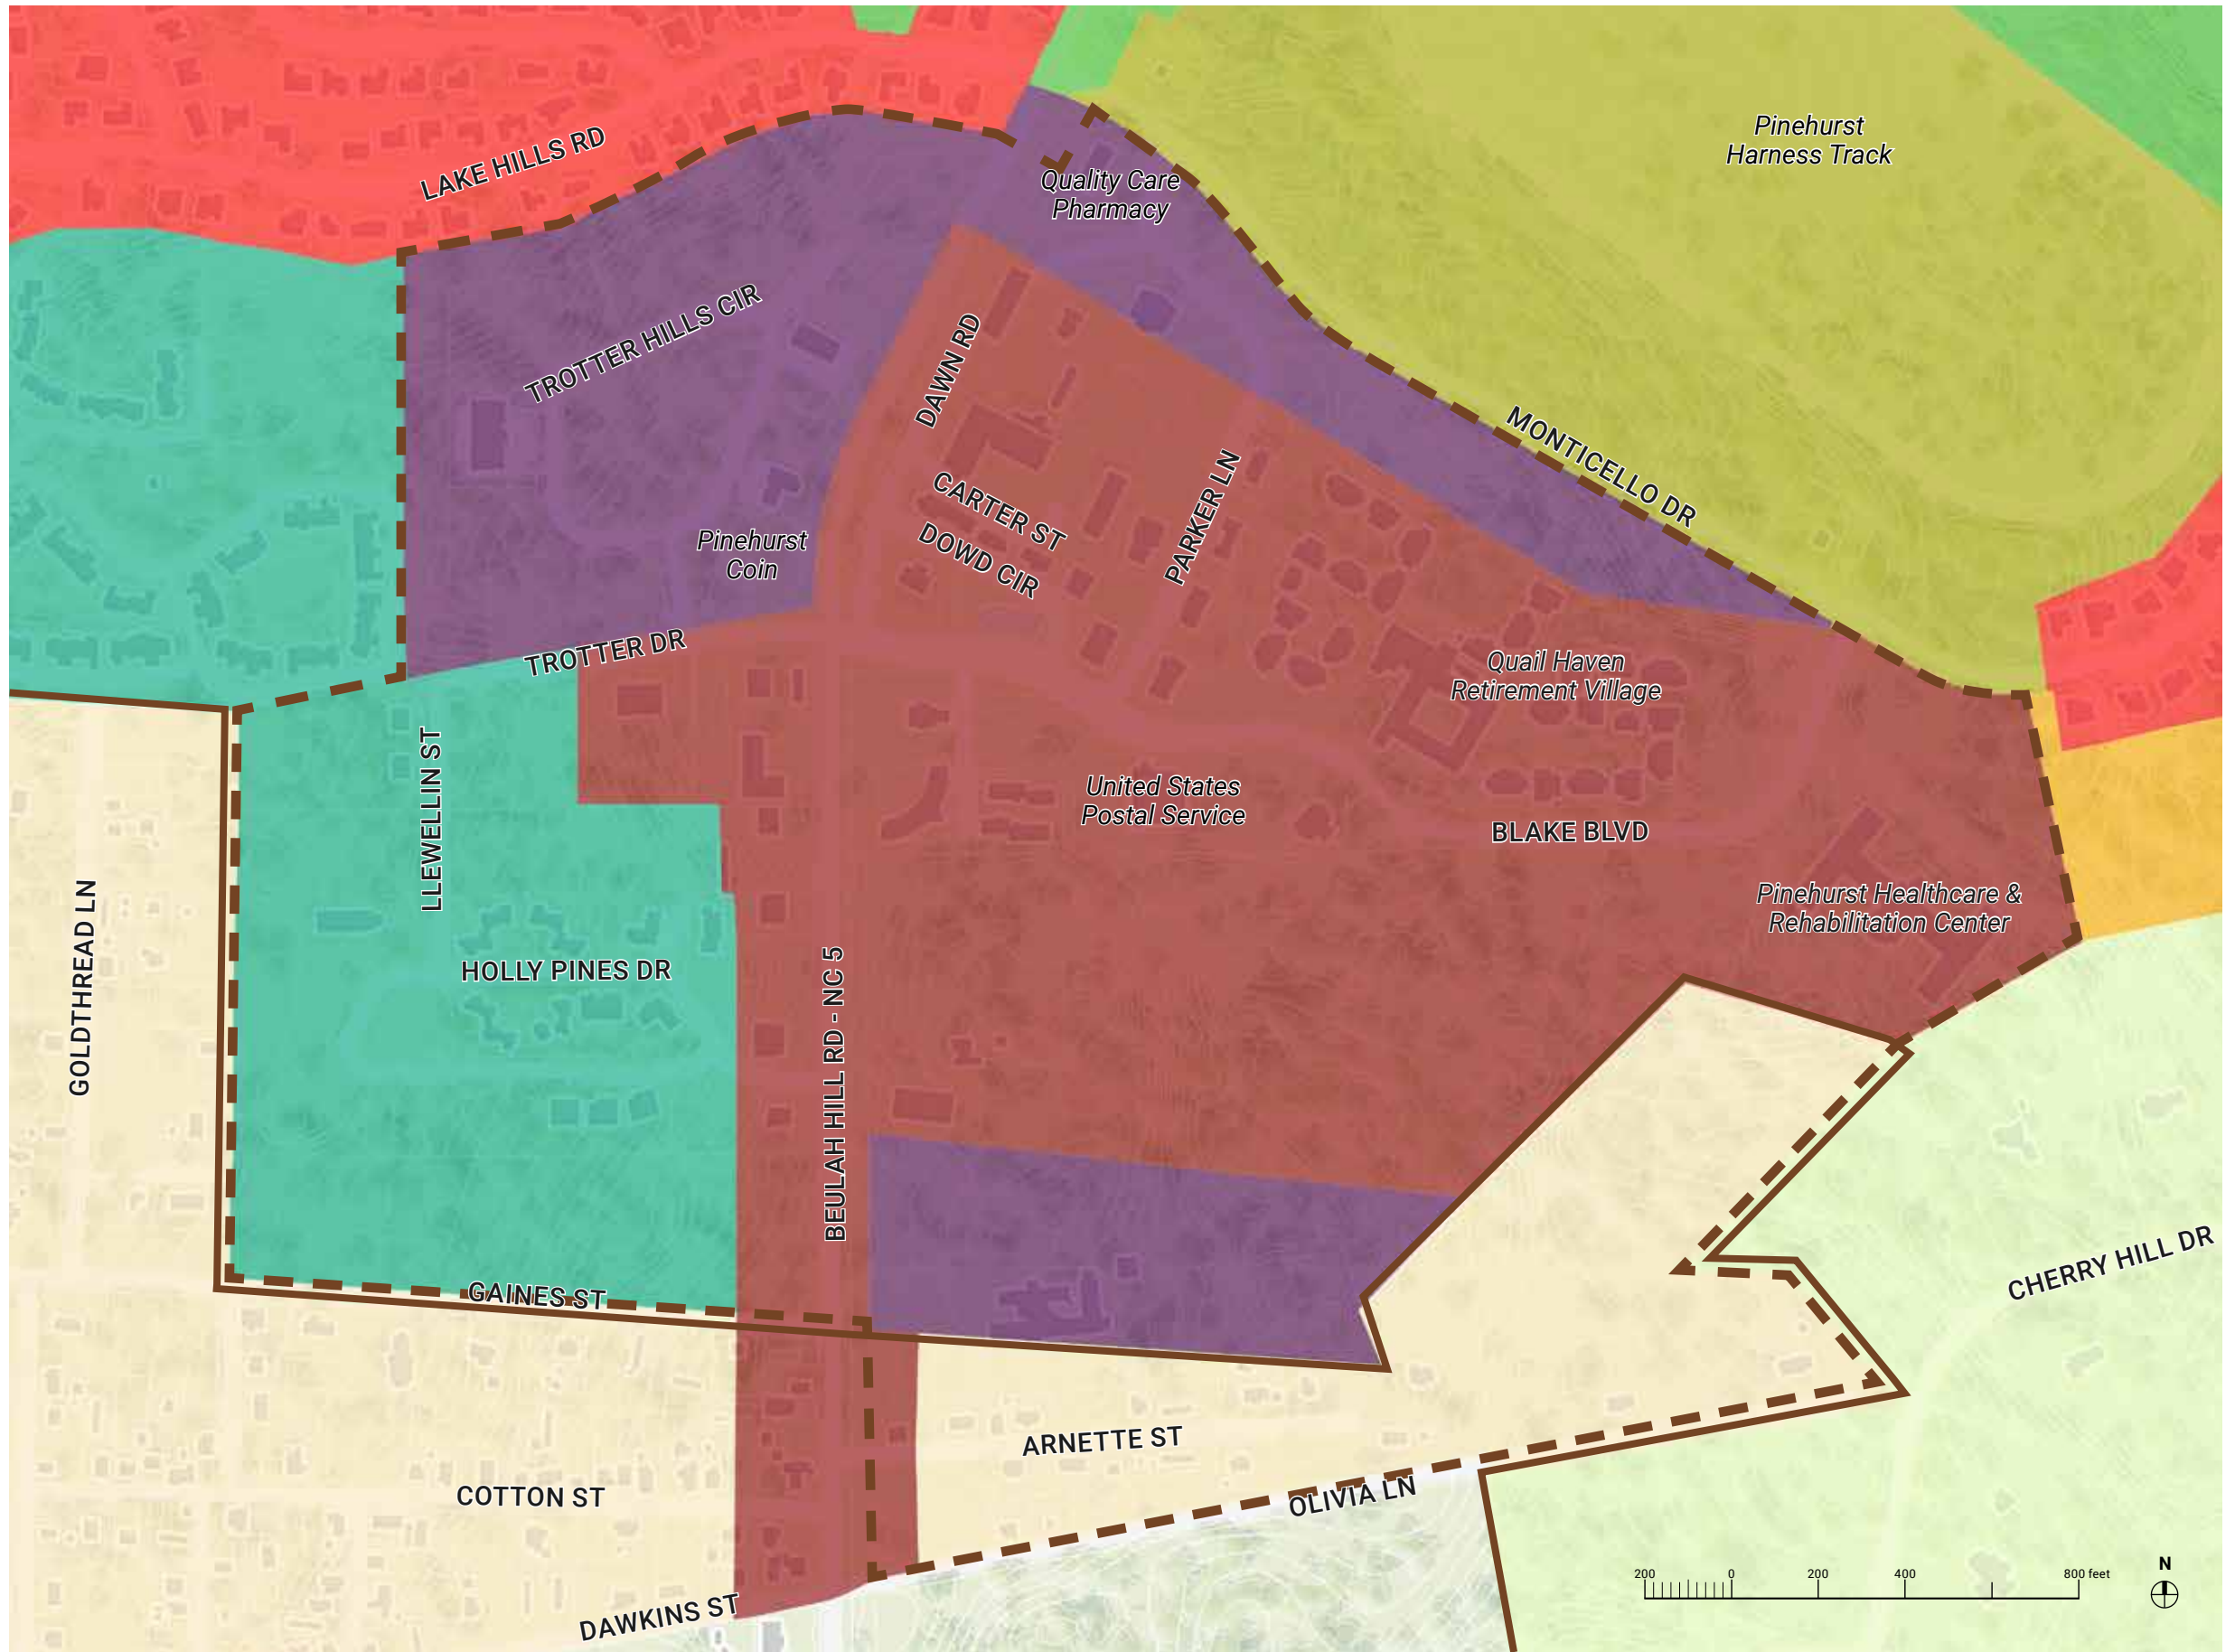 Pinehurst
Harness Track
LAKE HILLS RD
Quality Care
Pharmacy
TROTTER HILLS CIR
DAWN RD
MONTICELLO DR
CARTER ST
PARKER LN
Pinehurst
Coin
DOWD CIR
TROTTER DR
Quail Haven
Retirement Village
LLEWELLIN ST
United States
Postal Service
BLAKE BLVD
GOLDTHREAD LN
Pinehurst Healthcare &
Rehabilitation Center
HOLLY PINES DR
BEULAH HILL RD - NC 5
GAINES ST
CHERRY HILL DR
ARNETTE ST
COTTON ST
OLIVIA LN
DAWKINS ST
200 0 200 400 800 feet
N